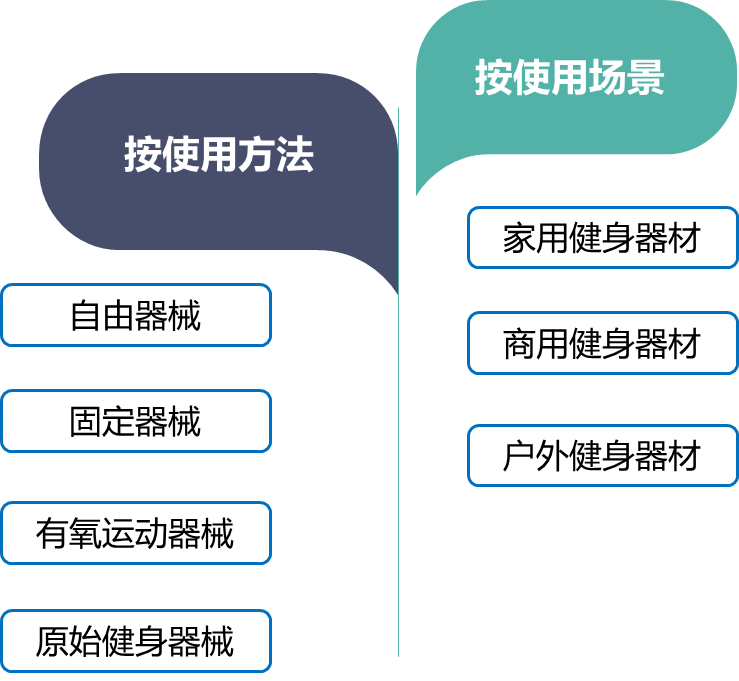 按使用方法
自由器械
固定器械
有氧运动器械
原始健身器械
按使用场景
家用健身器材
商用健身器材
户外健身器材